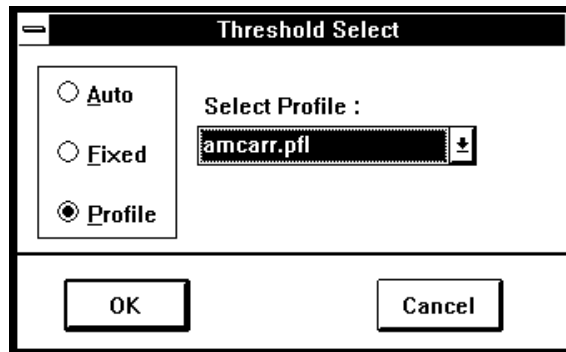 Threshold Select
Auto
Fixed
Profile
Select Profile :
amcarr.pfl
OK
Cancel